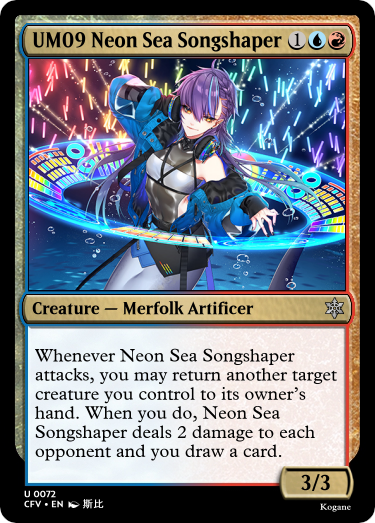 UM09 Neon Sea Songshaper 1
Creature — Merfolk Artificer
Whenever Neon Sea Songshaper
attacks, you may return another target
creature you control to its owner's
hand. When you do, Neon Sea
Songshaper deals 2 damage to each
opponent and you draw a card.
3/3
U 0072
CFV • EN 斯比
Kogane